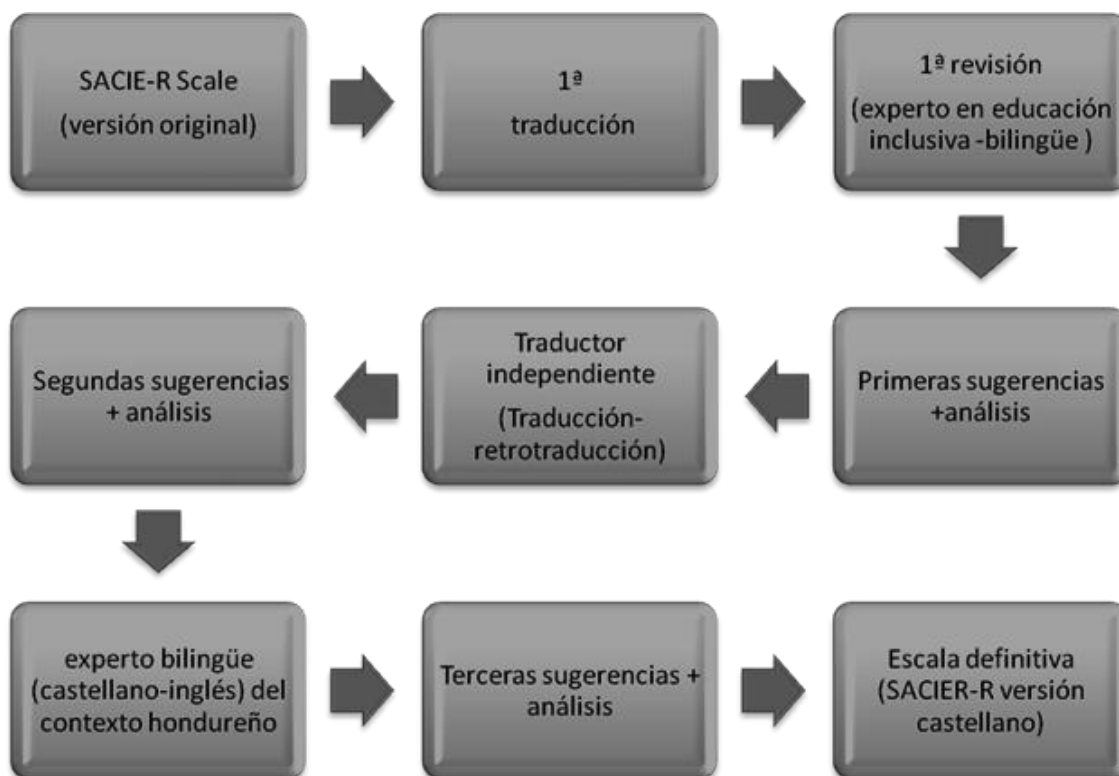 SACIE-R Scale
(versión original)
1ª
traducción
1ª revisión
(experto en educación
inclusiva -bilingüe )
Primeras sugerencias
+análisis
Traductor
independiente
(Traducción-
retrotraducción)
Segundas sugerencias
+ análisis
experto bilingüe
(castellano-inglés) del
contexto hondureño
Terceras sugerencias +
análisis
Escala definitiva
(SACIER-R versión
castellano)